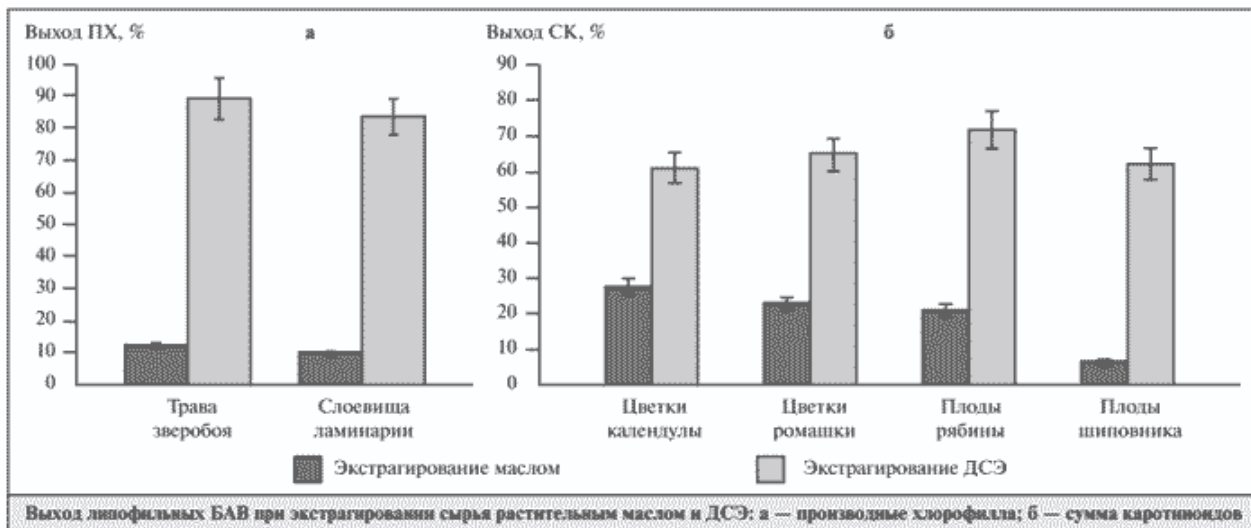 Выход ПХ, %
а
100
90
80
70
60
50
40
30
20
10
0
Трава
зверобоя
Слоевища
ламинарии
Выход СК, %
б
90
80
70
60
50
40
30
20
10
0
Цветки
календулы
Цветки
ромашки
Плоды
рябины
Плоды
шиповника
Экстрагирование маслом
Экстрагирование ДСЭ
Выход липофильных БАВ при экстрагировании сырья растительным маслом и ДСЭ: а — производные хлорофилла; б — сумма каротиноидов